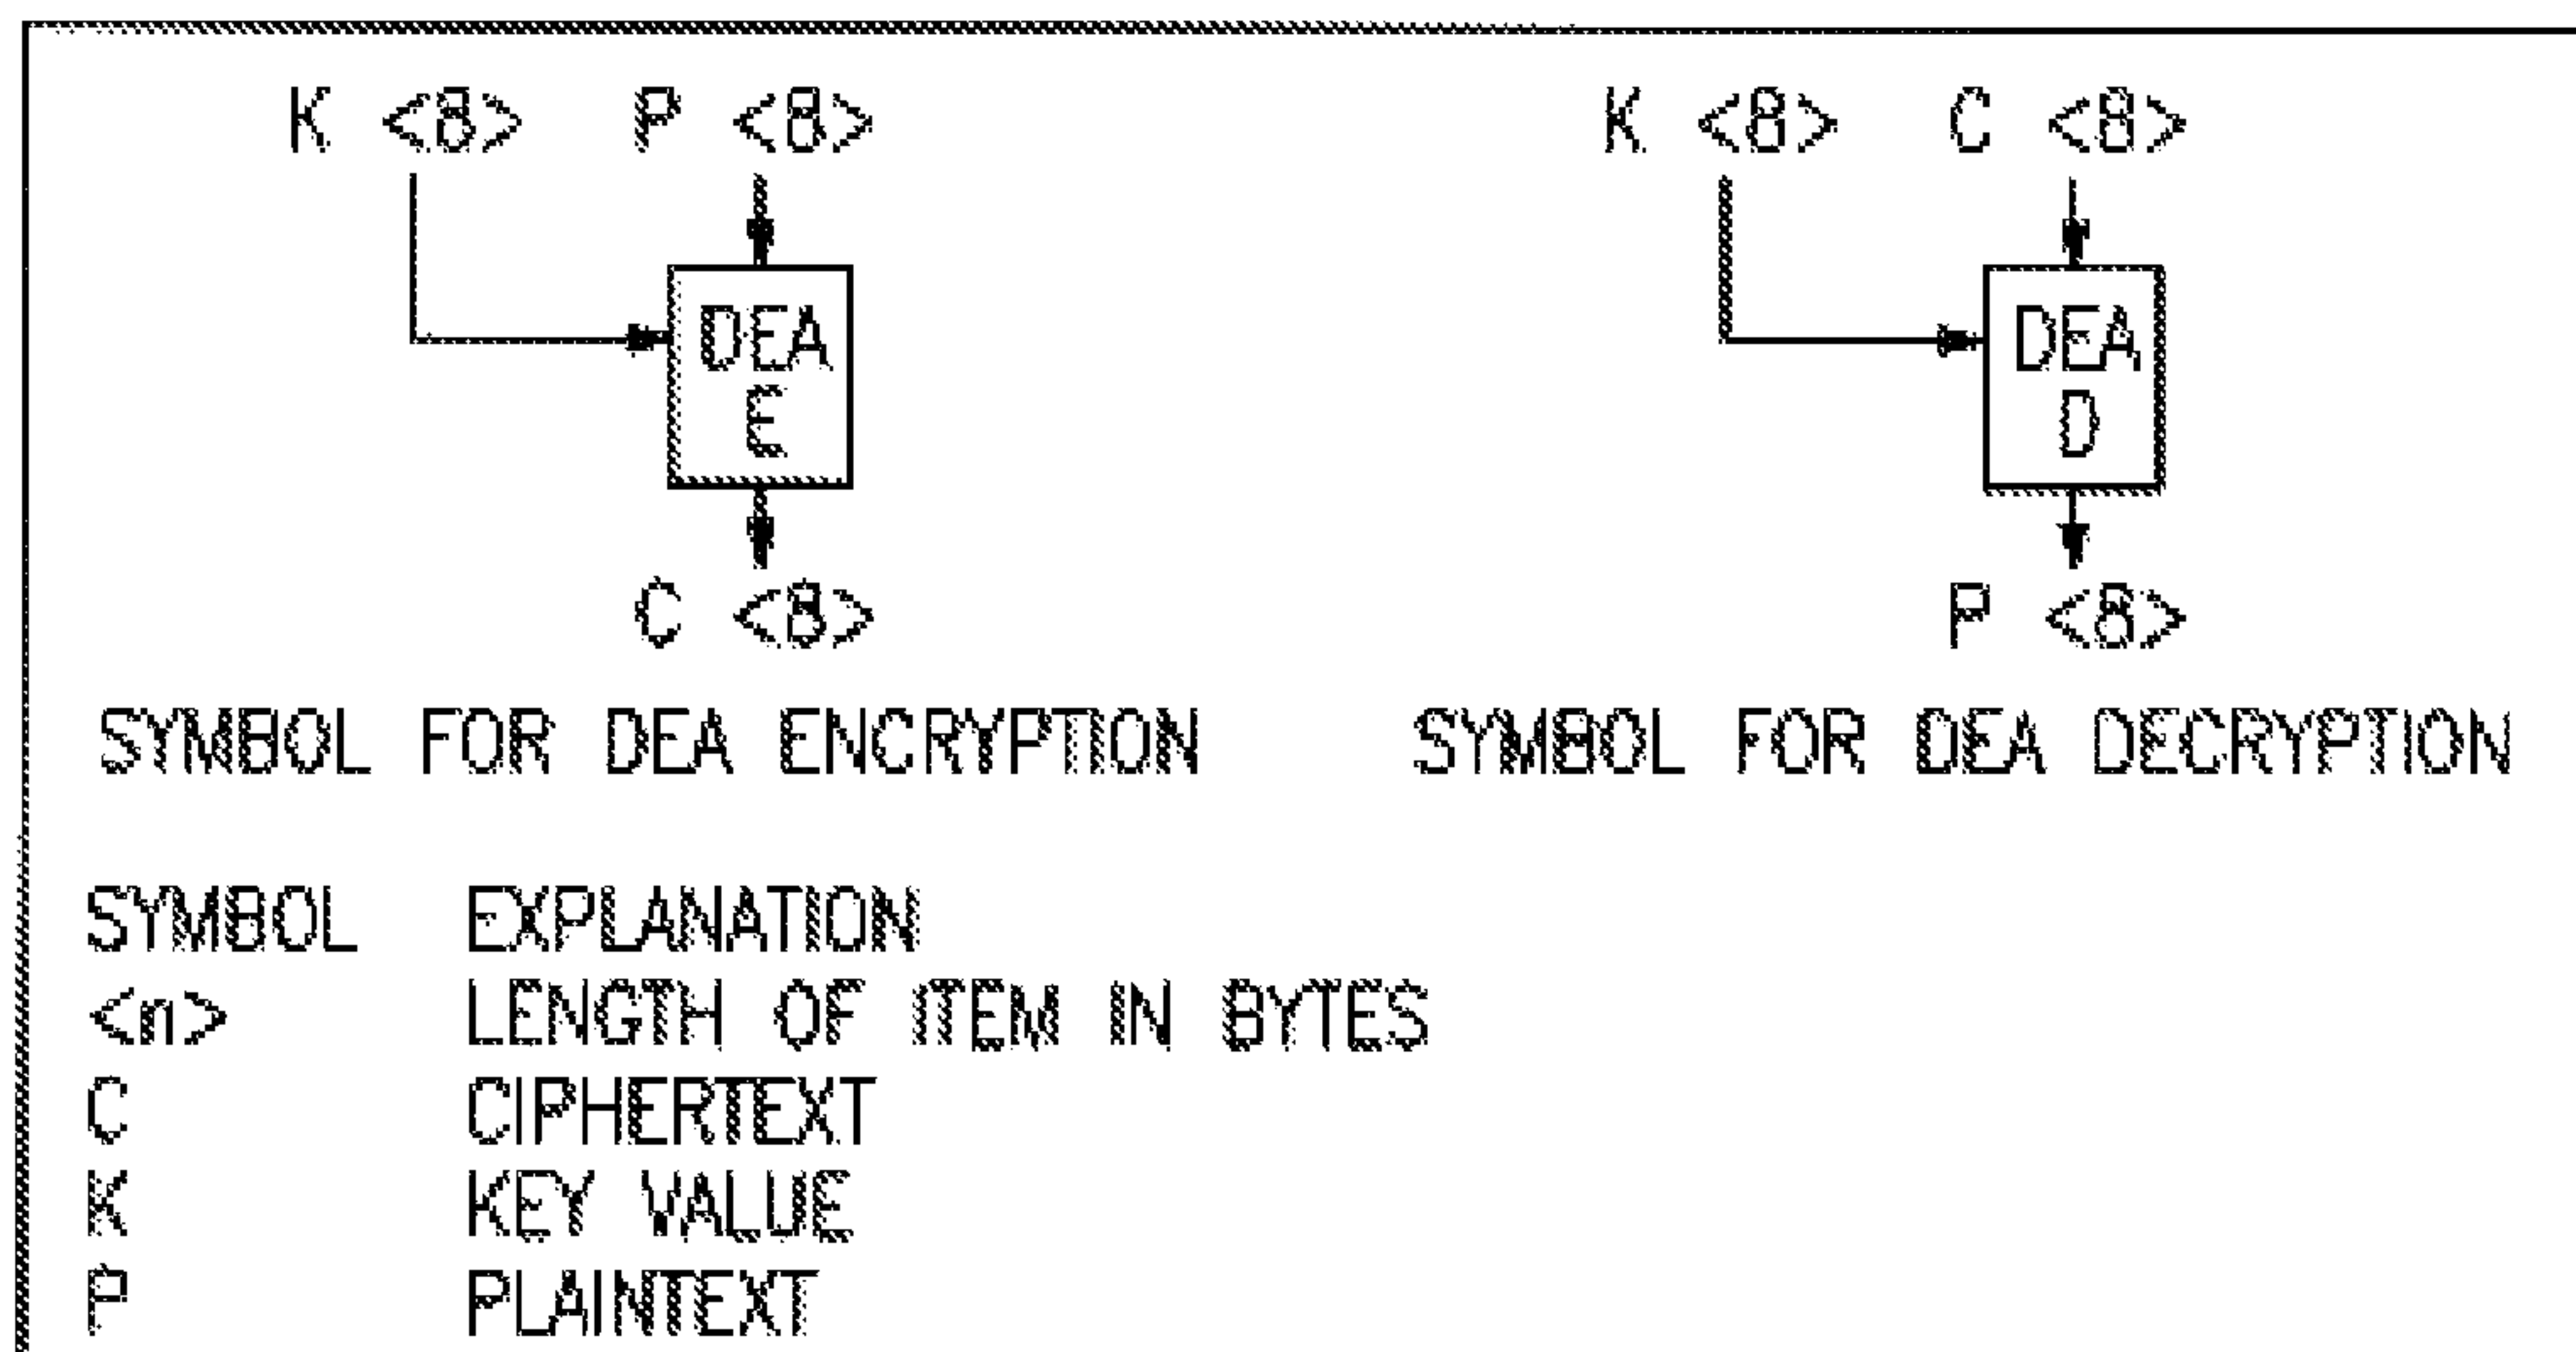 K <8> P <8>
DEA
E
C <8>
SYMBOL FOR DEA ENCRYPTION
K <8> C <8>
DEA
D
P <8>
SYMBOL FOR DEA DECRYPTION
SYMBOL EXPLANATION
<n> LENGTH OF ITEM IN BYTES
C CIPHERTEXT
K KEY VALUE
P PLAINTEXT